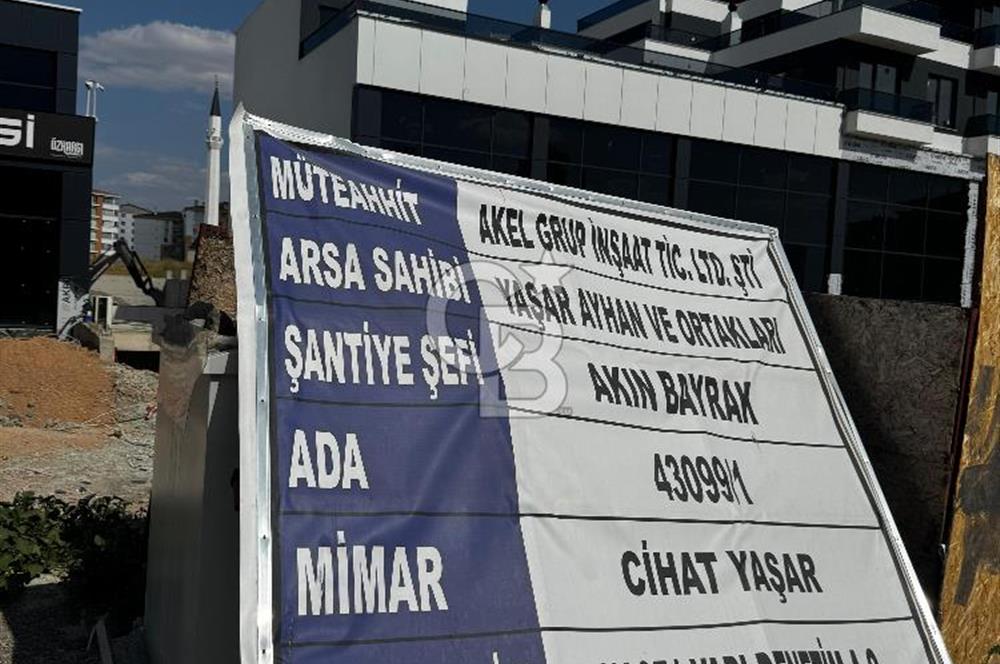 Sİ
ÖZKARGI
MÜTEAHHİT AKEL GRUP İNŞAAT TİC. LTD. ŞTİ
ARSA SAHİBİ YAŞAR AYHAN VE ORTAKLARI
ŞANTİYE ŞEFİ AKIN BAYRAK
ADA 43099/1
MİMAR CİHAT YAŞAR